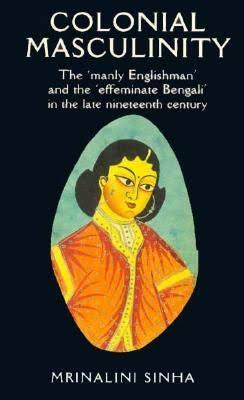 COLONIAL
MASCULINITY
The 'manly Englishman'
and the 'effeminate Bengali'
in the late nineteenth century
MRINALINI SINHA